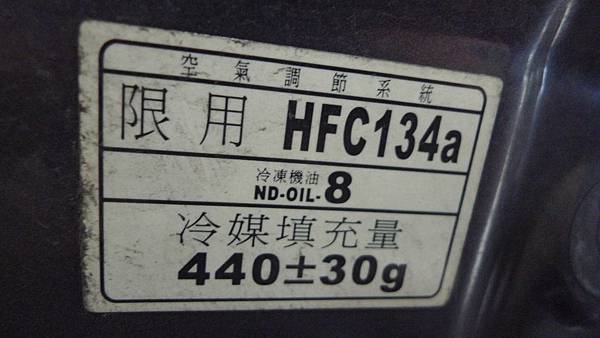 空氣調節系統
限用 HFC134a
冷凍機油
ND-OIL-8
冷媒填充量
440±30g